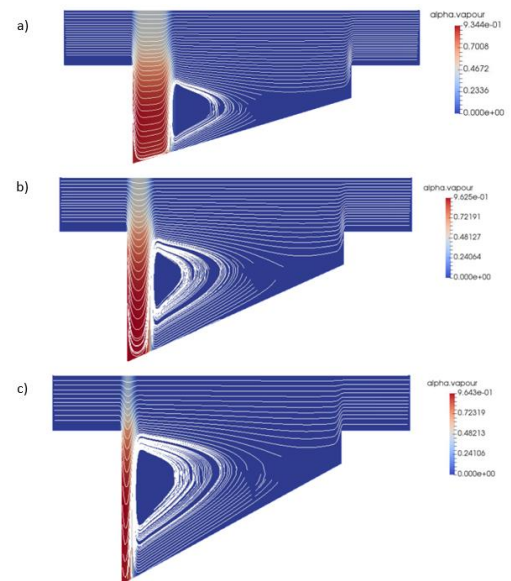 a)
alpha.vapour
9.344e-01
0.7008
0.4672
0.2336
0.000e+00
b)
alpha.vapour
9.625e-01
0.72191
0.48127
0.24064
0.000e+00
c)
alpha.vapour
9.643e-01
0.72319
0.48213
0.24106
0.000e+00